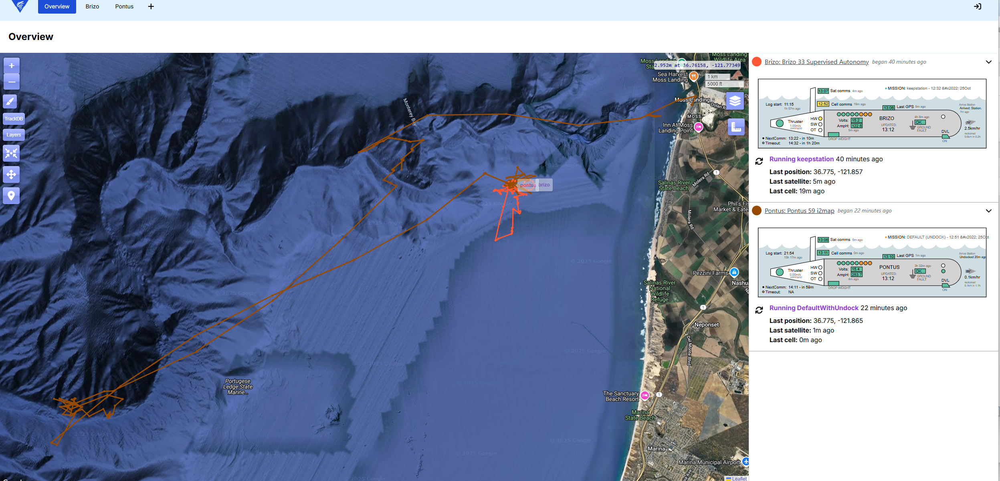 Overview
Brizo
Pontus
Overview
TrackDB
Layers
Monterey Bay
Moss Landing
Wildlife Area
Moss Landing
State Beach
2.952m at 36.76158, -121.77349
Sea Harvest
Moss Landing
1 km
5000 ft
Moss Landing
Dolan R
MOSS
Inn At Moss
Landing Point
1
Molera Rd
Salinas River
State Beach
Phil's Fis
Market & Eate
Molera Rd
pontus
brizo
© 2025 Google
Pezzini Farms
Salinas River
National
Wildlife
Refuge
Nashua
1
Neponset
Del Monte Blvd
Portugese
Ledge State
Marine...
The Sanctuary
Beach Resort
1
Marina
State Beach
Marina
Marina Municipal Airport
Leaflet
Brizo: Brizo 33 Supervised Autonomy began 40 minutes ago
13:07 Sat comms 4m ago
MISSION: keepstation - 12:32 &#x2022; 25Oct
Log start: 11:15
1h 57m ago
12:52 Cell comms 19m ago
13:06 Last GPS 5m ago
Arrive Station
Arrived: Station.
7m ago
Thruster
1.00m/s
command
HW
SW
OT
Volts: 15.2
AmpH: 122.6
5m ago
BRIZO
UPDATED:
13:12
4h 8m ago
OK
GROUND
FAULT
DVL
ON
79°
2.5km/hr
reckoned
0.6km in 0.2h
NextComm: 13:22 - in 10m
Timeout: 14:32 - in 1h 20m
DROP WEIGHT
Running keepstation 40 minutes ago
Last position: 36.775, -121.857
Last satellite: 5m ago
Last cell: 19m ago
Pontus: Pontus 59 i2map began 22 minutes ago
13:06 Sat comms 5m ago
MISSION: DEFAULT (UNDOCK) - 12:51 &#x2022; 25Oct
Log start: 21:54
15h 17m ago
13:11 Cell comms 0m ago
13:10 Last GPS 1m ago
Arrive Station
Undocked 20m ago
Thruster
0.00m/s
command
HW
SW
OT
Volts: 15.4
AmpH: 253.7
4m ago
PONTUS
UPDATED:
13:12
3h 32m ago
OK
GROUND
FAULT
DVL
ON
89°
0.1km/hr
reckoned
0.1km in 1.1h
NextComm: 14:11 - in 59m
Timeout: NA
DROP WEIGHT
Running DefaultWithUndock 22 minutes ago
Last position: 36.775, -121.865
Last satellite: 1m ago
Last cell: 0m ago